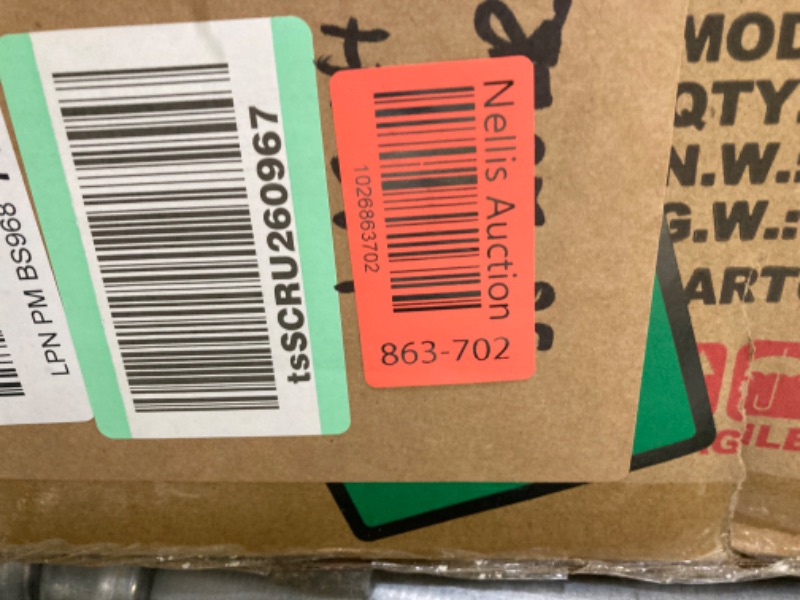 LPN PM BS968
tsSCRU260967
Nellis Auction
1026863702
863-702
MOD
QTY.
N.W.:
G.W.:
ARTO